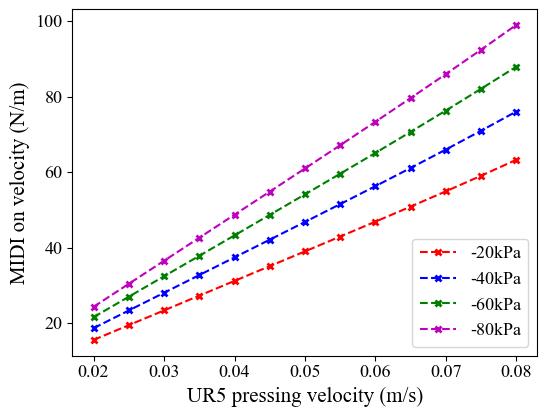 100
80
60
40
20
MIDI on velocity (N/m)
-20kPa
-40kPa
-60kPa
-80kPa
0.02 0.03 0.04 0.05 0.06 0.07 0.08
UR5 pressing velocity (m/s)